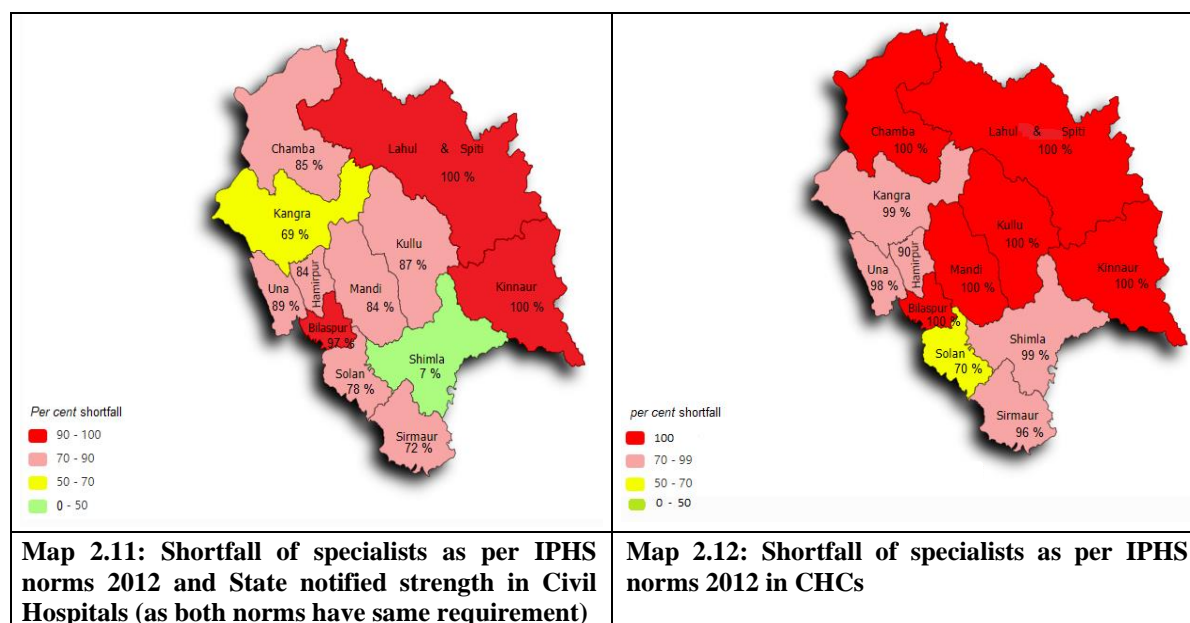 Chamba
85 %
Lahul & Spiti
100 %
Kangra
69 %
Kullu
87 %
Una
89 %
84
Hamirpur
Mandi
84 %
Kinnaur
100 %
Bilaspur
97 %
Shimla
7 %
Solan
78 %
Sirmaur
72 %
Per cent shortfall
90 - 100
70 - 90
50 - 70
0 - 50
Map 2.11: Shortfall of specialists as per IPHS
norms 2012 and State notified strength in Civil
Hospitals (as both norms have same requirement)
Chamba
100 %
Lahul & Spiti
100 %
Kangra
99 %
Kullu
100 %
Una
98 %
90
Hamirpur
Mandi
100 %
Kinnaur
100 %
Bilaspur
100 %
Solan
70 %
Shimla
99 %
Sirmaur
96 %
per cent shortfall
100
70 - 99
50 - 70
0 - 50
Map 2.12: Shortfall of specialists as per IPHS
norms 2012 in CHCs